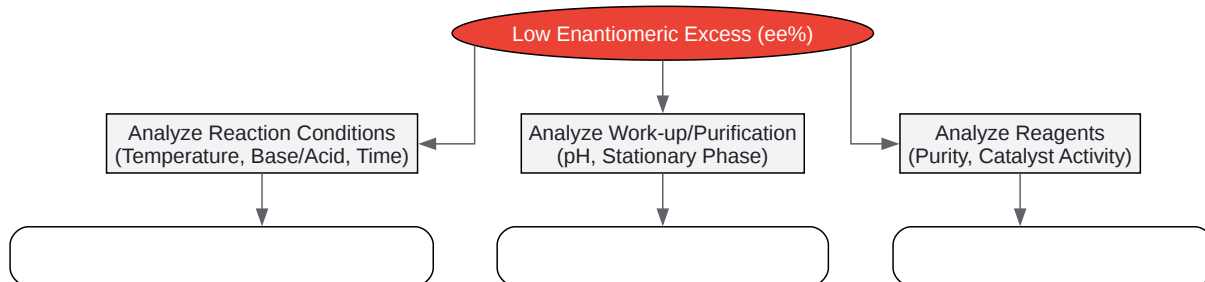 Low Enantiomeric Excess (ee%)
Analyze Reaction Conditions
(Temperature, Base/Acid, Time)
Analyze Work-up/Purification
(pH, Stationary Phase)
Analyze Reagents
(Purity, Catalyst Activity)